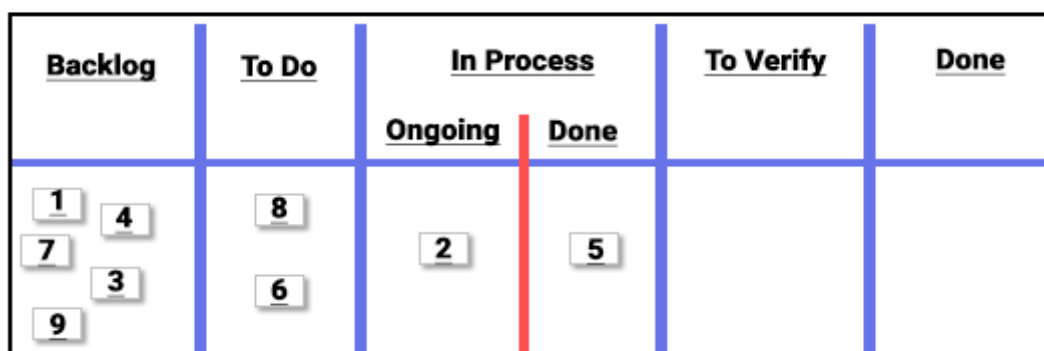 Backlog
To Do
In Process
To Verify
Done
Ongoing
Done
1
4
7
3
9
8
6
2
5